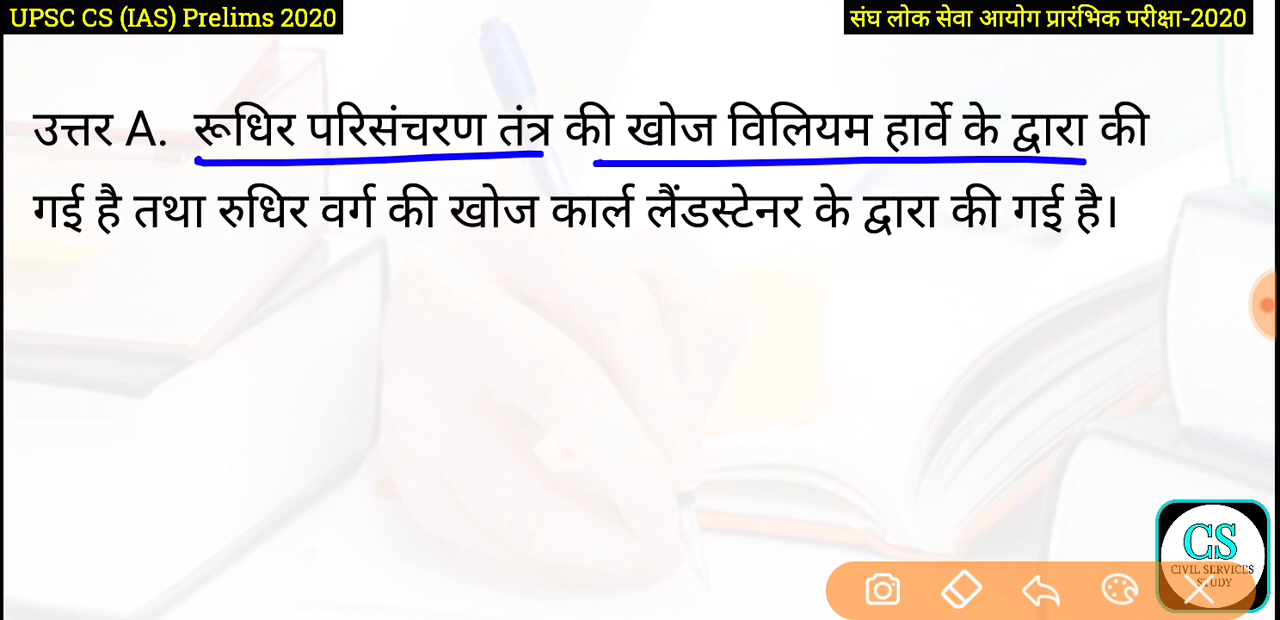 UPSC CS (IAS) Prelims 2020
संघ लोक सेवा आयोग प्रारंभिक परीक्षा-2020
उत्तर A. रूधिर परिसंचरण तंत्र की खोज विलियम हार्वे के द्वारा की
गई है तथा रुधिर वर्ग की खोज कार्ल लैंडस्टेनर के द्वारा की गई है।
CS
CIVIL SERVICES
STUDY